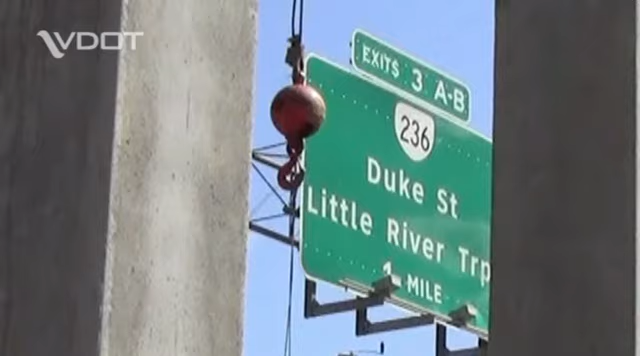 VDOT
EXITS 3 A-B
236
Duke St
Little River Trp
1 MILE